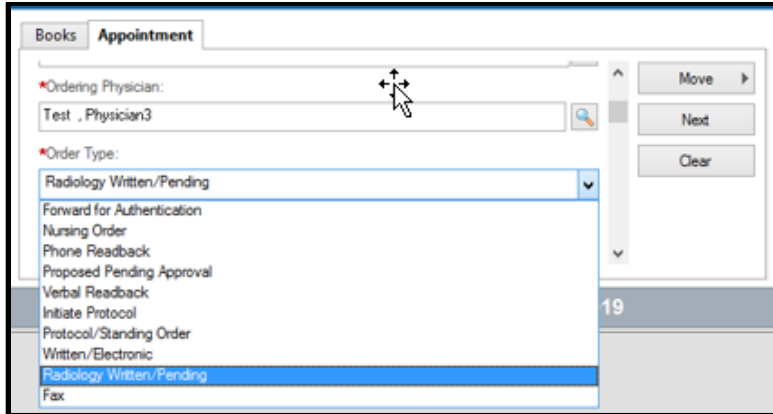 Books Appointment
*Ordering Physician:
Move
Test , Physician3
Next
*Order Type:
Clear
Radiology Written/Pending
Forward for Authentication
Nursing Order
Phone Readback
Proposed Pending Approval
Verbal Readback
Initiate Protocol
19
Protocol/Standing Order
Written/Electronic
Radiology Written/Pending
Fax